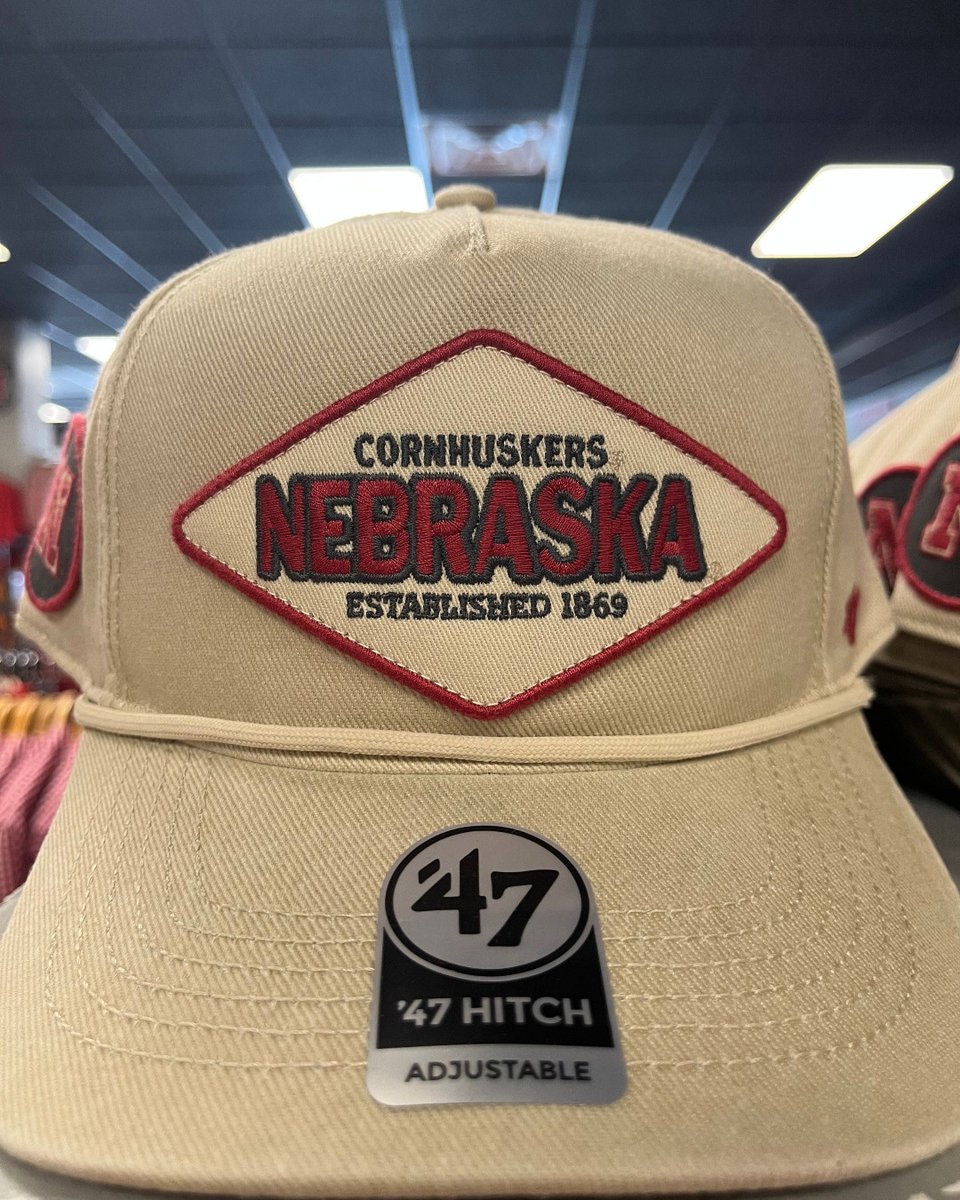 CORNHUSKERS
NEBRASKA
ESTABLISHED 1869
'47
'47 HITCH
ADJUSTABLE